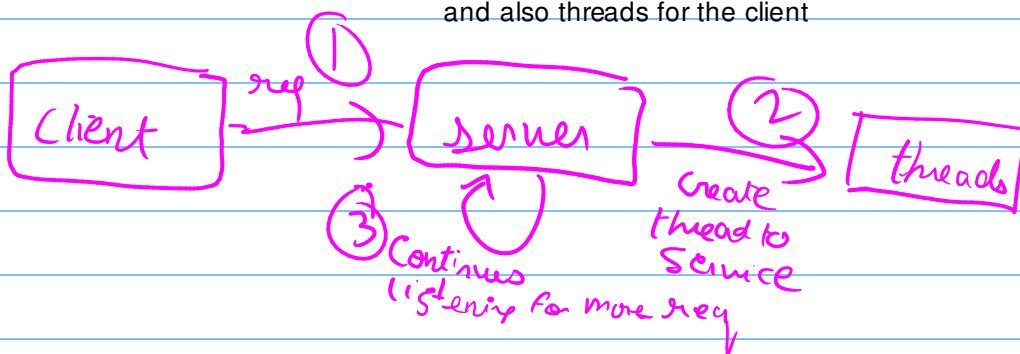 and also threads for the client
1
req
Client
server
2
threads
create
thread to
service
3
Continues
listening for more req